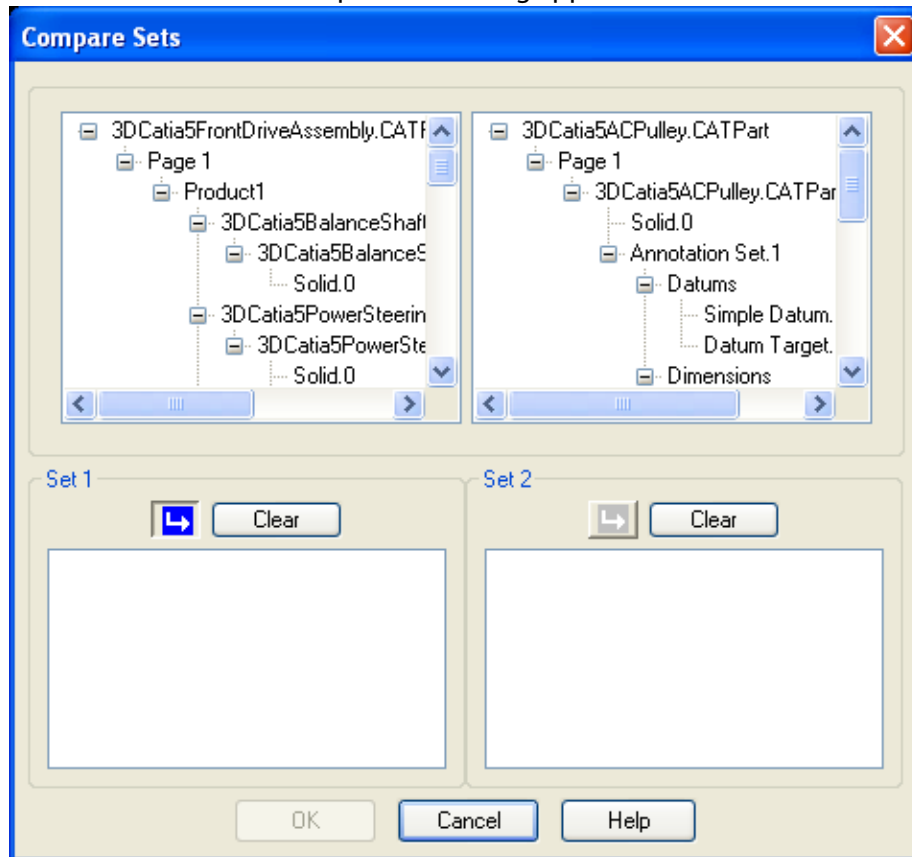 Compare Sets
3DCatia5FrontDriveAssembly.CATF
Page 1
Product1
3DCatia5BalanceShaft
3DCatia5BalanceS
Solid.0
3DCatia5PowerSteerin
3DCatia5PowerSte
Solid.0
3DCatia5ACPulley.CATPart
Page 1
3DCatia5ACPulley.CATPar
Solid.0
Annotation Set.1
Datums
Simple Datum.
Datum Target.
Dimensions
Set 1
Clear
Set 2
Clear
OK Cancel Help